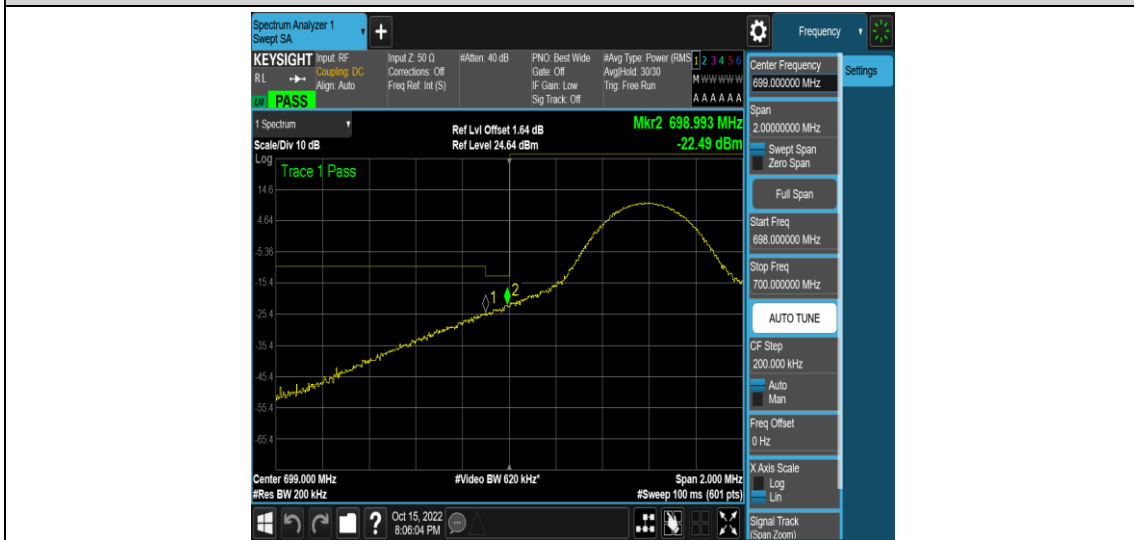 Spectrum Analyzer 1
Swept SA
+
Frequency
KEYSIGHT
RL
PASS
Input: RF
Coupling: DC
Align: Auto
Input Z: 50 Ω
Corrections: Off
Freq Ref: Int (S)
#Atten: 40 dB
PNO: Best Wide
Gate: Off
IF Gain: Low
Sig Track: Off
#Avg Type: Power (RMS
Avg|Hold: 30/30
Trig: Free Run
1 2 3 4 5 6
M W W W W W
A A A A A A
1 Spectrum
Scale/Div 10 dB
Ref Lvl Offset 1.64 dB
Ref Level 24.64 dBm
Mkr2 698.993 MHz
-22.49 dBm
Log
Trace 1 Pass
14.6
4.64
-5.36
-15.4
-25.4
-35.4
-45.4
-55.4
-65.4
1
2
Center 699.000 MHz
#Video BW 620 kHz*
Span 2.000 MHz
#Res BW 200 kHz
#Sweep 100 ms (601 pts)
?
Oct 15, 2022
8:06:04 PM
Center Frequency
699.000000 MHz
Settings
Span
2.00000000 MHz
Swept Span
Zero Span
Full Span
Start Freq
698.000000 MHz
Stop Freq
700.000000 MHz
AUTO TUNE
CF Step
200.000 kHz
Auto
Man
Freq Offset
0 Hz
X Axis Scale
Log
Lin
Signal Track
(Span Zoom)